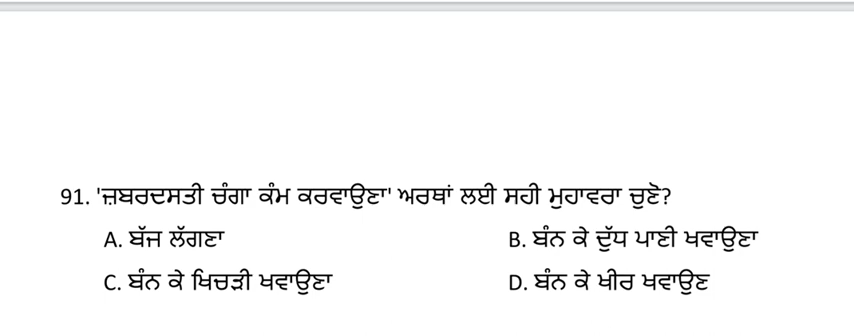 91. 'ਜ਼ਬਰਦਸਤੀ ਚੰਗਾ ਕੰਮ ਕਰਵਾਉਣਾ' ਅਰਥਾਂ ਲਈ ਸਹੀ ਮੁਹਾਵਰਾ ਚੁਣੋ?
A. ਬੱਜ ਲੱਗਣਾ B. ਬੰਨ ਕੇ ਦੁੱਧ ਪਾਣੀ ਖਵਾਉਣਾ
C. ਬੰਨ ਕੇ ਖਿਚੜੀ ਖਵਾਉਣਾ D. ਬੰਨ ਕੇ ਖੀਰ ਖਵਾਉਣ